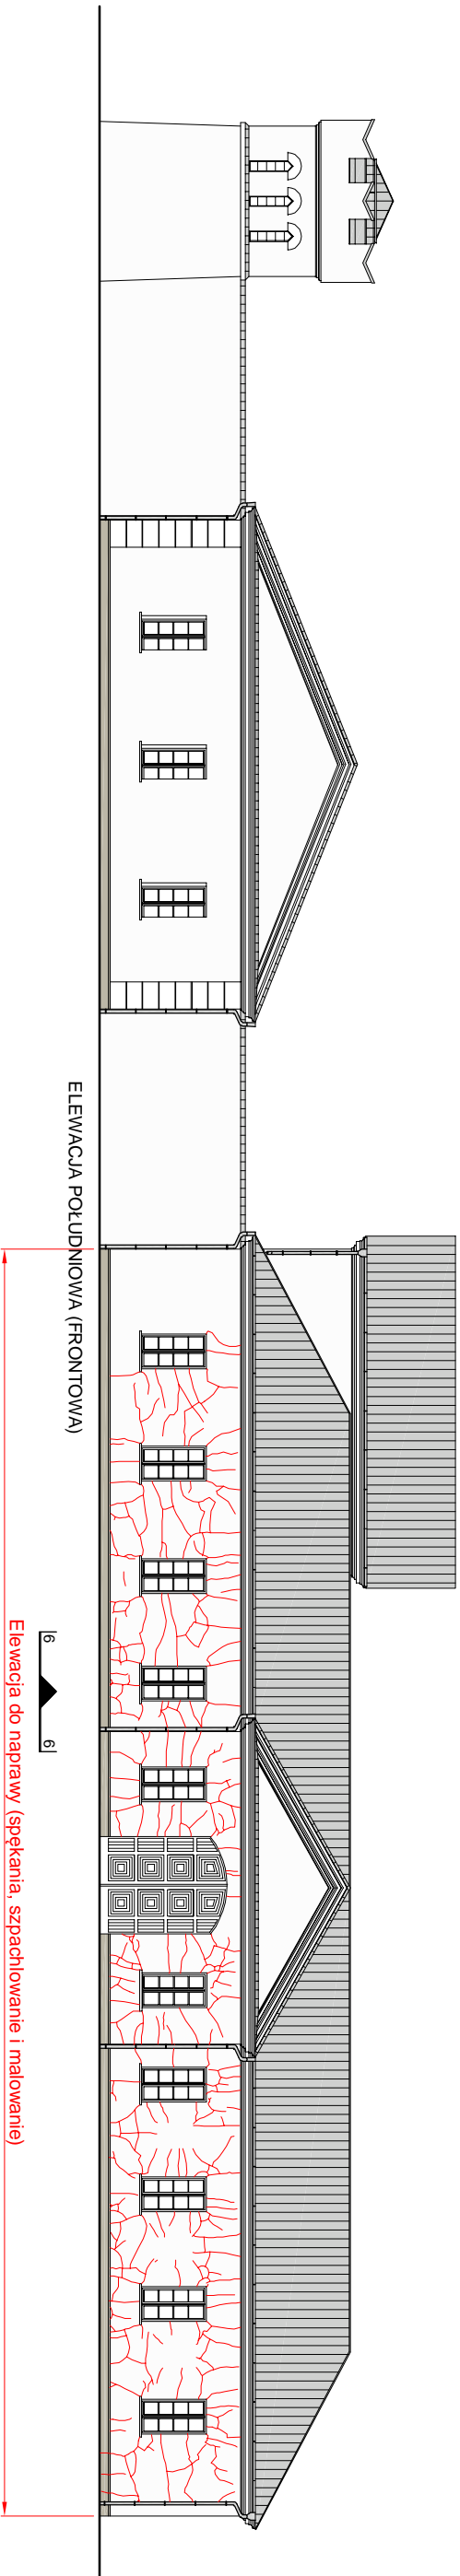 ELEWACJA POŁUDNIOWA (FRONTOWA)
6 6
Elewacja do naprawy (spękania, szpachlowanie i malowanie)